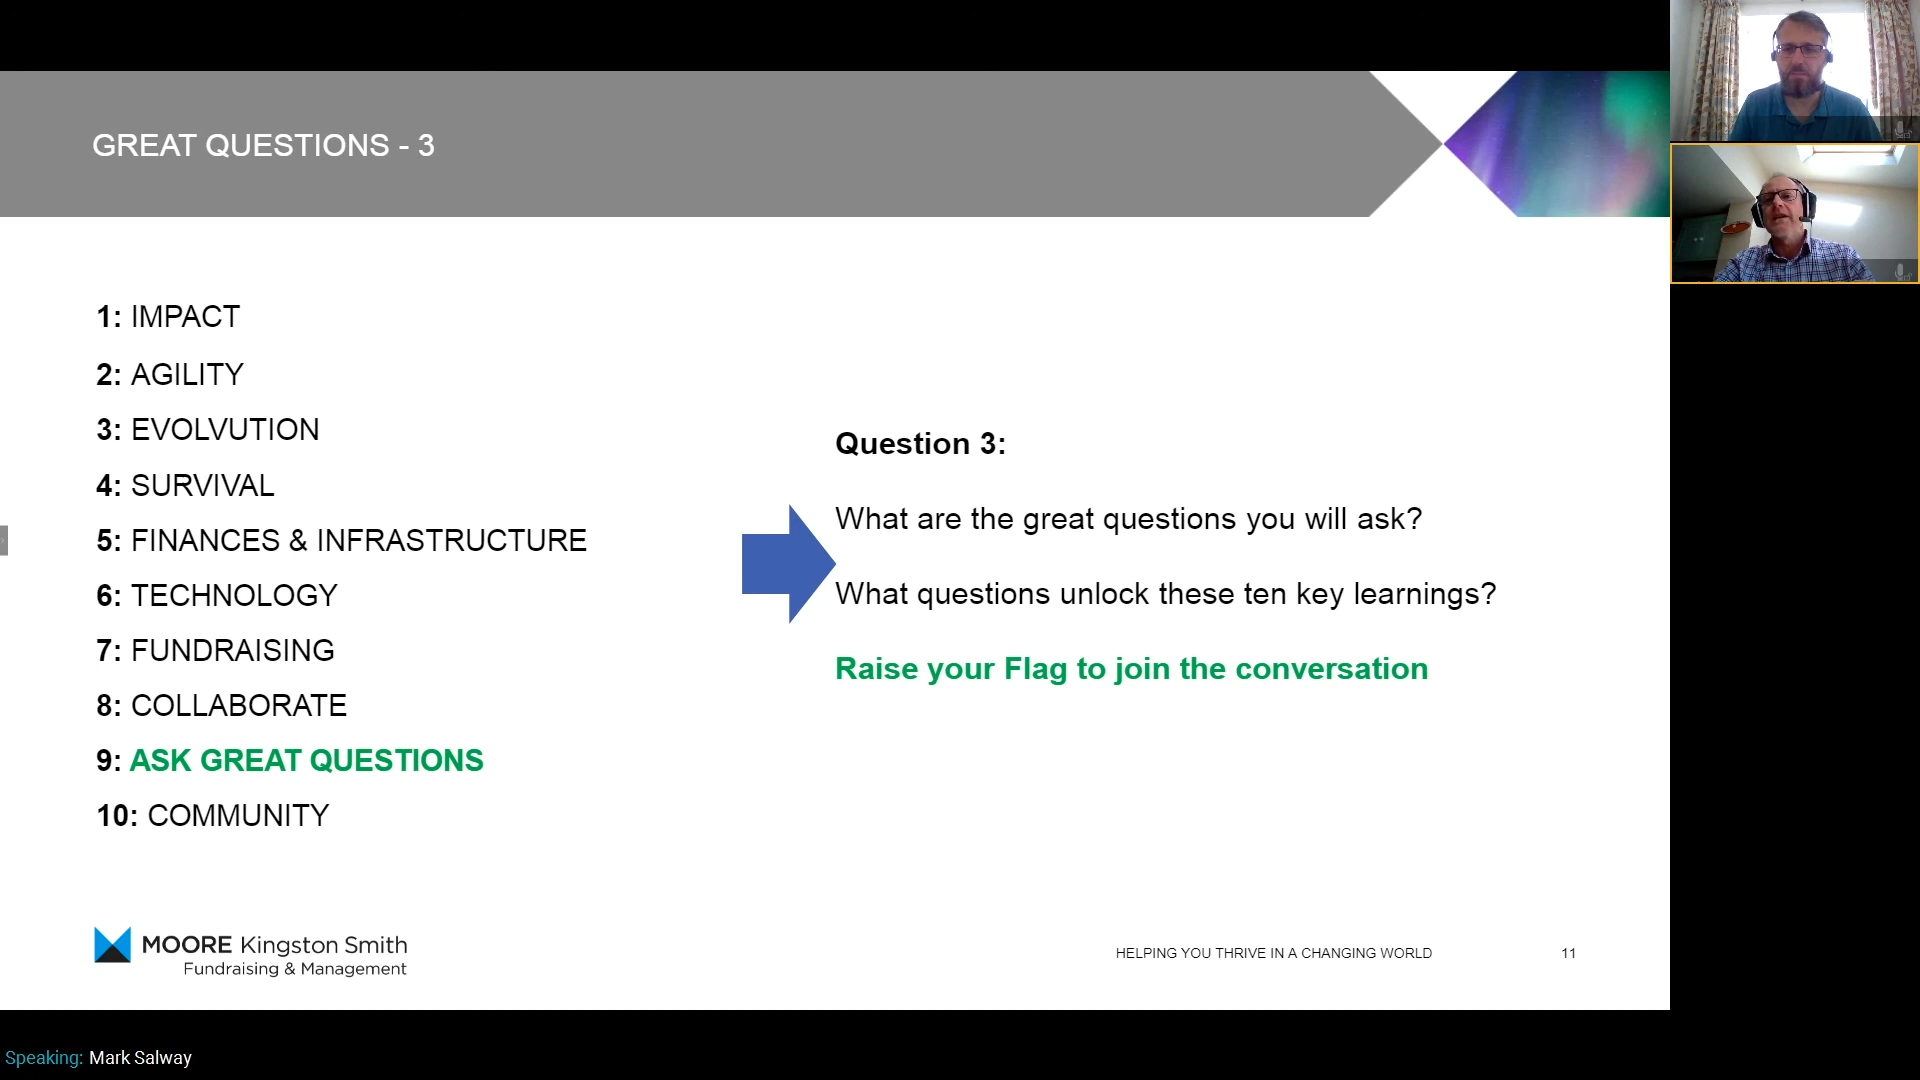 GREAT QUESTIONS - 3
1: IMPACT
2: AGILITY
3: EVOLVUTION
4: SURVIVAL
5: FINANCES & INFRASTRUCTURE
6: TECHNOLOGY
7: FUNDRAISING
8: COLLABORATE
9: ASK GREAT QUESTIONS
10: COMMUNITY
Question 3:
What are the great questions you will ask?
What questions unlock these ten key learnings?
Raise your Flag to join the conversation
MOORE Kingston Smith
Fundraising & Management
HELPING YOU THRIVE IN A CHANGING WORLD
11
Speaking: Mark Salway